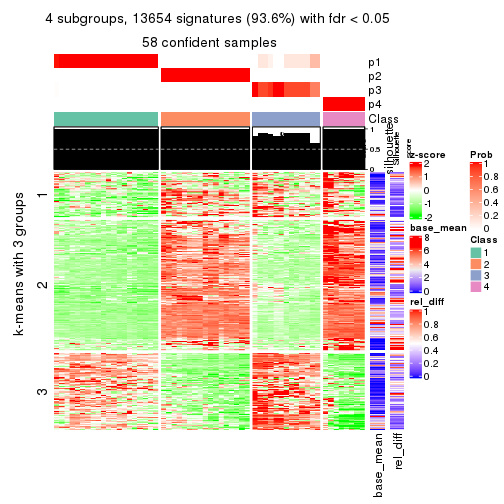 4 subgroups, 13654 signatures (93.6%) with fdr < 0.05
58 confident samples
p1
p2
p3
p4
Class
1
0.5
0
silhouette
Silhouette
score
k-means with 3 groups
1
2
3
base_mean
rel_diff
z-score
2
1
0
-1
-2
base_mean
8
6
4
2
0
rel_diff
1
0.8
0.6
0.4
0.2
0
Prob
1
0.8
0.6
0.4
0.2
0
Class
1
2
3
4